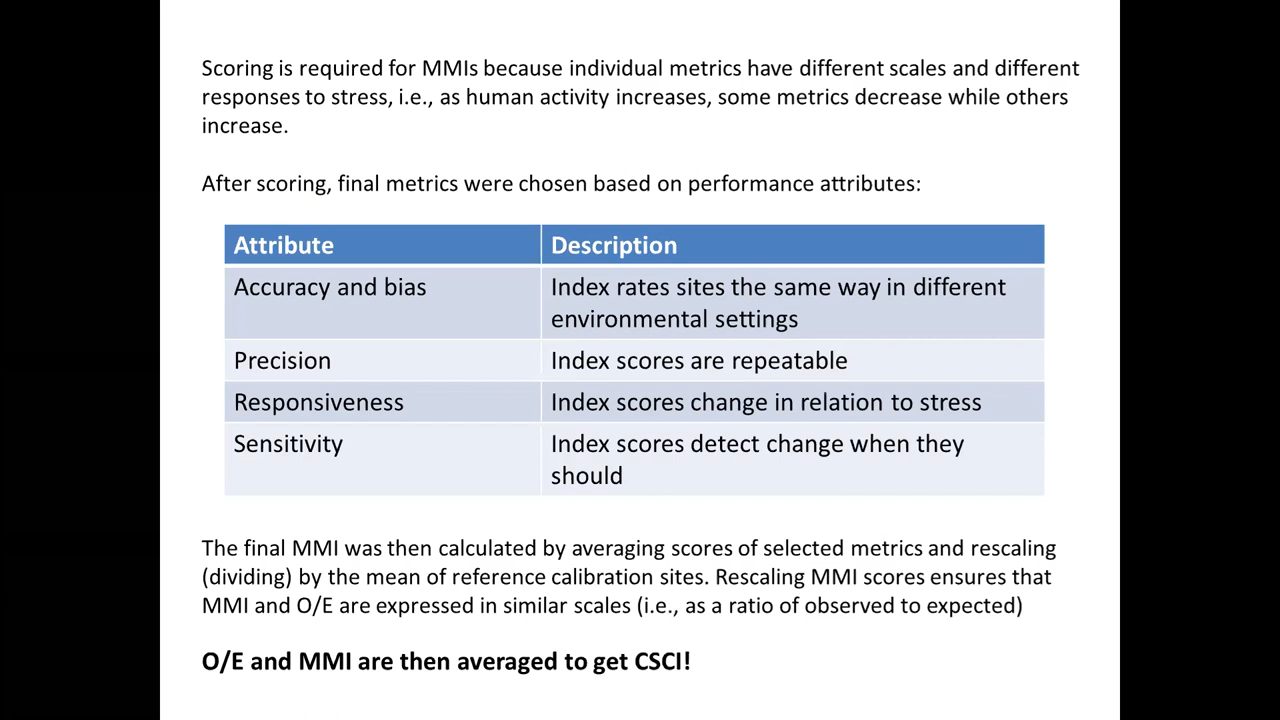 Scoring is required for MMIs because individual metrics have different scales and different
responses to stress, i.e., as human activity increases, some metrics decrease while others
increase.
After scoring, final metrics were chosen based on performance attributes:
Attribute Description
Accuracy and bias Index rates sites the same way in different
environmental settings
Precision Index scores are repeatable
Responsiveness Index scores change in relation to stress
Sensitivity Index scores detect change when they
should
The final MMI was then calculated by averaging scores of selected metrics and rescaling
(dividing) by the mean of reference calibration sites. Rescaling MMI scores ensures that
MMI and O/E are expressed in similar scales (i.e., as a ratio of observed to expected)
O/E and MMI are then averaged to get CSCI!